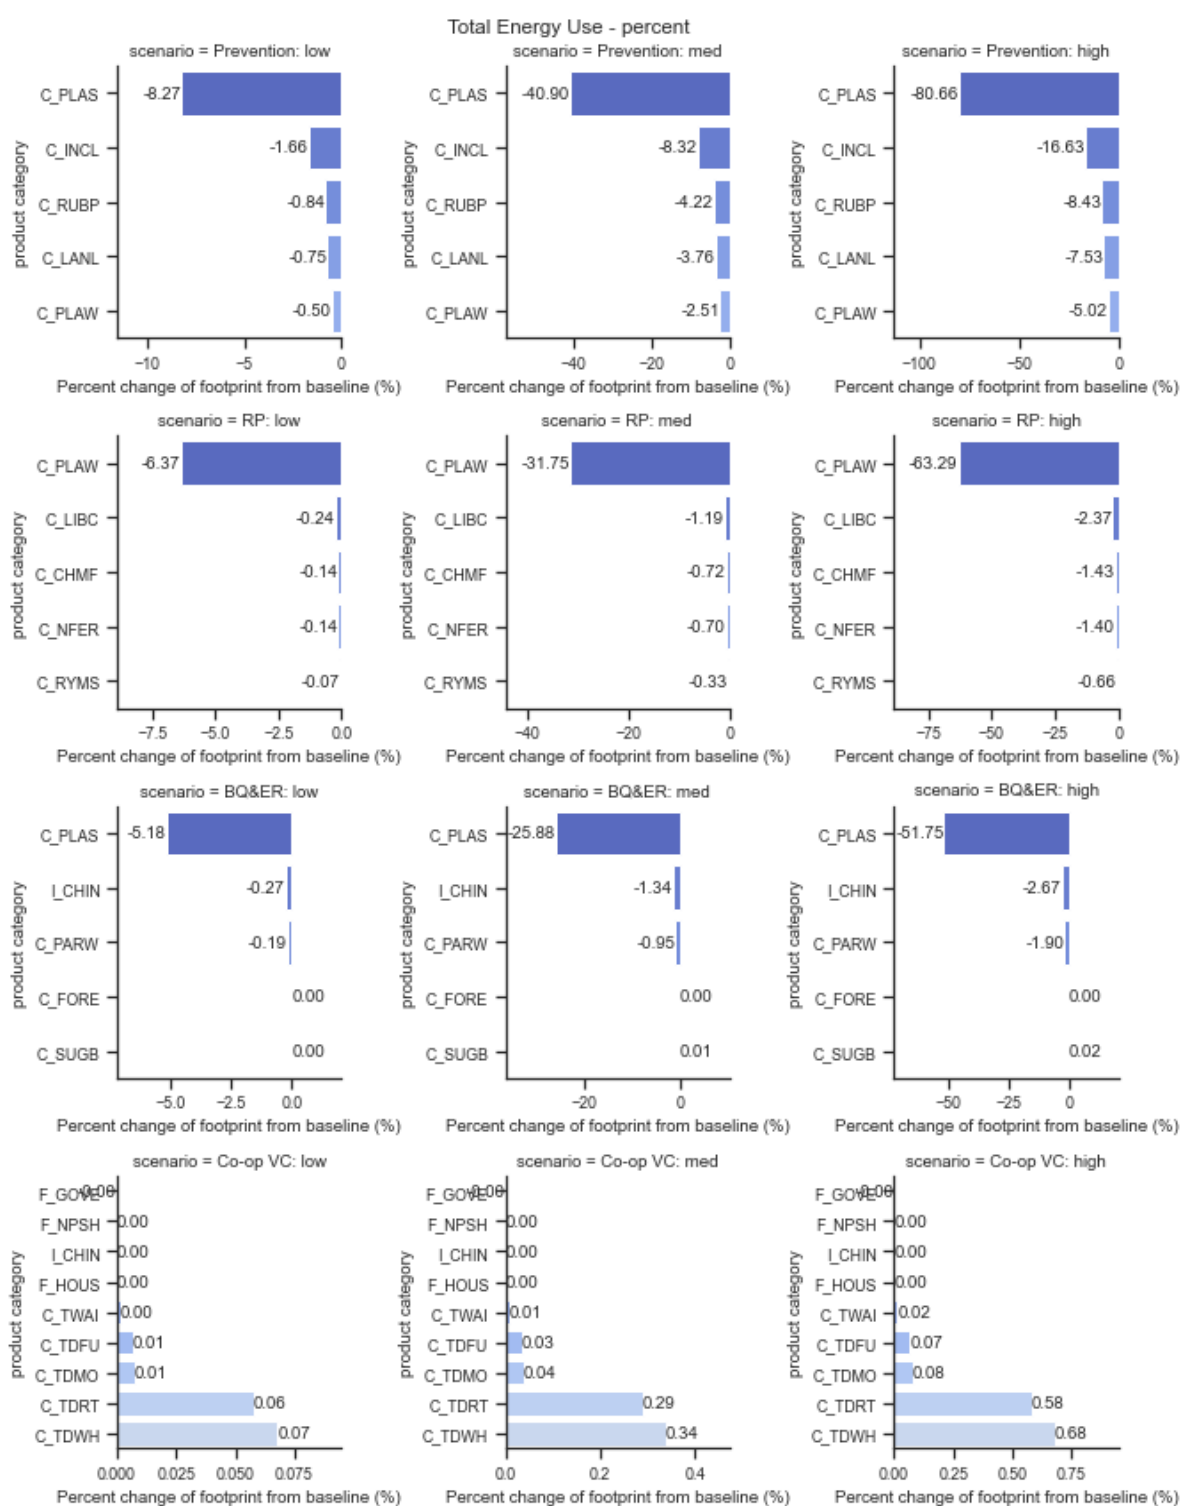 Total Energy Use - percent
scenario = Prevention: low
product category
C_PLAS
-8.27
C_INCL
-1.66
C_RUBP
-0.84
C_LANL
-0.75
C_PLAW
-0.50
−10 −5 0
Percent change of footprint from baseline (%)
scenario = Prevention: med
product category
C_PLAS
-40.90
C_INCL
-8.32
C_RUBP
-4.22
C_LANL
-3.76
C_PLAW
-2.51
−40 −20 0
Percent change of footprint from baseline (%)
scenario = Prevention: high
product category
C_PLAS
-80.66
C_INCL
-16.63
C_RUBP
-8.43
C_LANL
-7.53
C_PLAW
-5.02
−100 −50 0
Percent change of footprint from baseline (%)
scenario = RP: low
product category
C_PLAW
-6.37
C_LIBC
-0.24
C_CHMF
-0.14
C_NFER
-0.14
C_RYMS
-0.07
−7.5 −5.0 −2.5 0.0
Percent change of footprint from baseline (%)
scenario = RP: med
product category
C_PLAW
-31.75
C_LIBC
-1.19
C_CHMF
-0.72
C_NFER
-0.70
C_RYMS
-0.33
−40 −20 0
Percent change of footprint from baseline (%)
scenario = RP: high
product category
C_PLAW
-63.29
C_LIBC
-2.37
C_CHMF
-1.43
C_NFER
-1.40
C_RYMS
-0.66
−75 −50 −25 0
Percent change of footprint from baseline (%)
scenario = BQ&ER: low
product category
C_PLAS
-5.18
I_CHIN
-0.27
C_PARW
-0.19
C_FORE
0.00
C_SUGB
0.00
−5.0 −2.5 0.0
Percent change of footprint from baseline (%)
scenario = BQ&ER: med
product category
C_PLAS
-25.88
I_CHIN
-1.34
C_PARW
-0.95
C_FORE
0.00
C_SUGB
0.01
−20 0
Percent change of footprint from baseline (%)
scenario = BQ&ER: high
product category
C_PLAS
-51.75
I_CHIN
-2.67
C_PARW
-1.90
C_FORE
0.00
C_SUGB
0.02
−50 −25 0
Percent change of footprint from baseline (%)
scenario = Co-op VC: low
product category
F_GOVE
-0.00
F_NPSH
0.00
I_CHIN
0.00
F_HOUS
0.00
C_TWAI
0.00
C_TDFU
0.01
C_TDMO
0.01
C_TDRT
0.06
C_TDWH
0.07
0.000 0.025 0.050 0.075
Percent change of footprint from baseline (%)
scenario = Co-op VC: med
product category
F_GOVE
-0.00
F_NPSH
0.00
I_CHIN
0.00
F_HOUS
0.00
C_TWAI
0.01
C_TDFU
0.03
C_TDMO
0.04
C_TDRT
0.29
C_TDWH
0.34
0.0 0.2 0.4
Percent change of footprint from baseline (%)
scenario = Co-op VC: high
product category
F_GOVE
-0.00
F_NPSH
0.00
I_CHIN
0.00
F_HOUS
0.00
C_TWAI
0.02
C_TDFU
0.07
C_TDMO
0.08
C_TDRT
0.58
C_TDWH
0.68
0.00 0.25 0.50 0.75
Percent change of footprint from baseline (%)